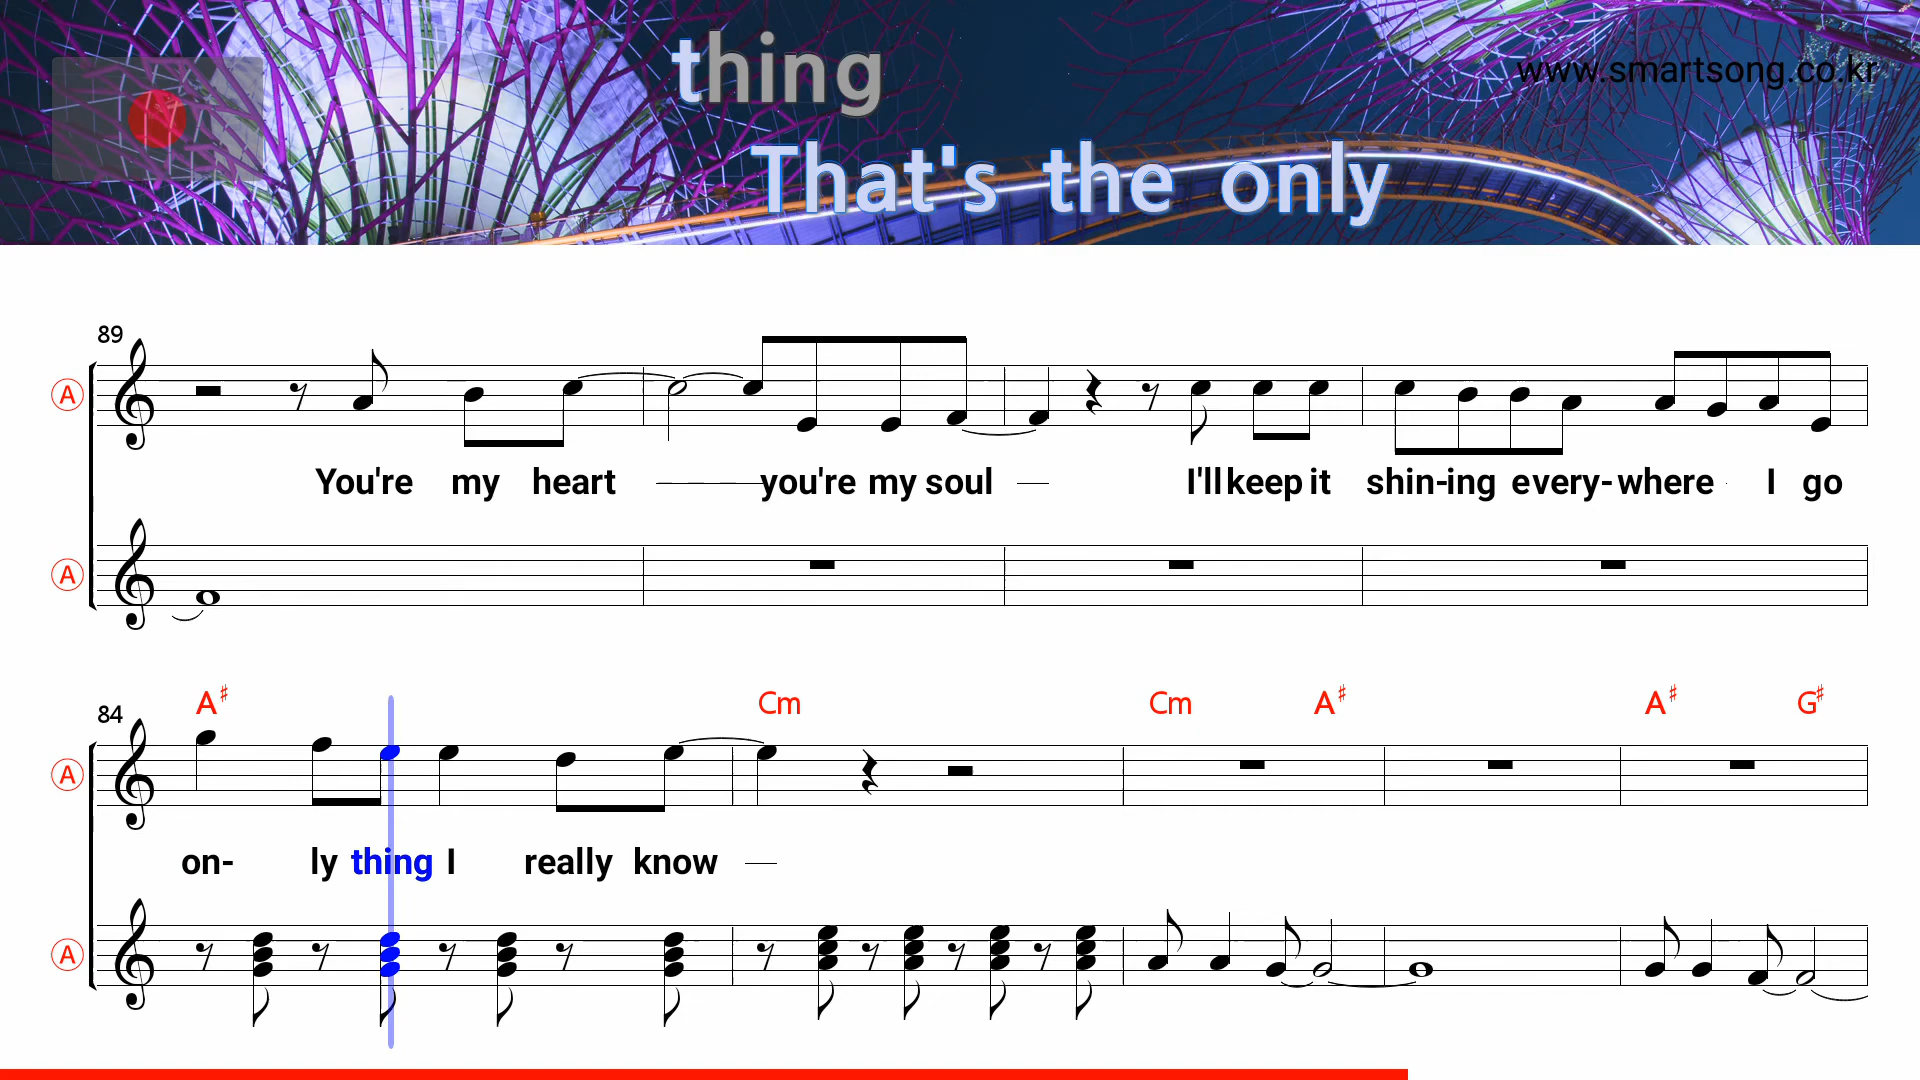 thing
www.smartsong.co.kr
That's the only
89
A
You're my heart you're my soul I'll keep it shin-ing every-where I go
A
A♯ Cm Cm A♯ A♯ G♯
84
A
on- ly thing I really know
A